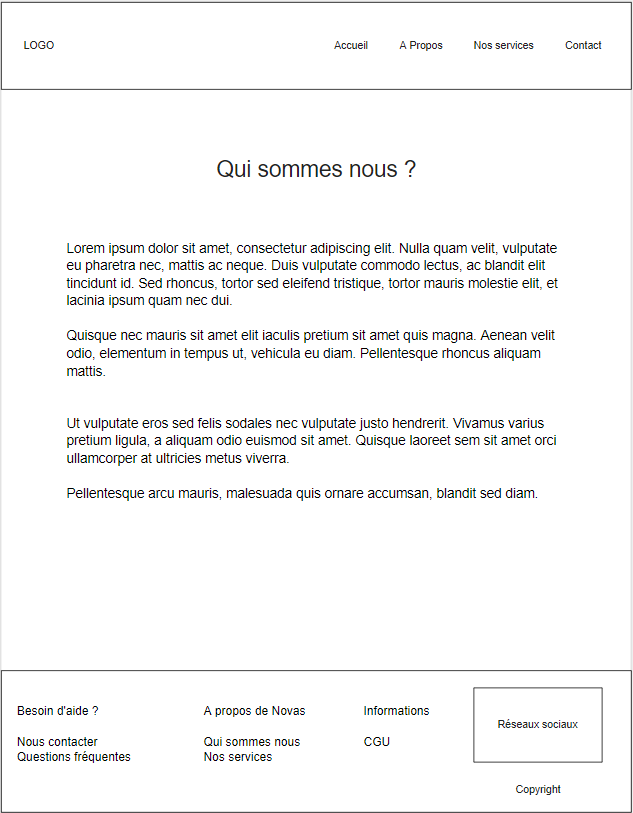 LOGO
Accueil
A Propos
Nos services
Contact
Qui sommes nous ?
Lorem ipsum dolor sit amet, consectetur adipiscing elit. Nulla quam velit, vulputate
eu pharetra nec, mattis ac neque. Duis vulputate commodo lectus, ac blandit elit
tincidunt id. Sed rhoncus, tortor sed eleifend tristique, tortor mauris molestie elit, et
lacinia ipsum quam nec dui.
Quisque nec mauris sit amet elit iaculis pretium sit amet quis magna. Aenean velit
odio, elementum in tempus ut, vehicula eu diam. Pellentesque rhoncus aliquam
mattis.
Ut vulputate eros sed felis sodales nec vulputate justo hendrerit. Vivamus varius
pretium ligula, a aliquam odio euismod sit amet. Quisque laoreet sem sit amet orci
ullamcorper at ultricies metus viverra.
Pellentesque arcu mauris, malesuada quis ornare accumsan, blandit sed diam.
Besoin d'aide ?
Nous contacter
Questions fréquentes
A propos de Novas
Qui sommes nous
Nos services
Informations
CGU
Réseaux sociaux
Copyright